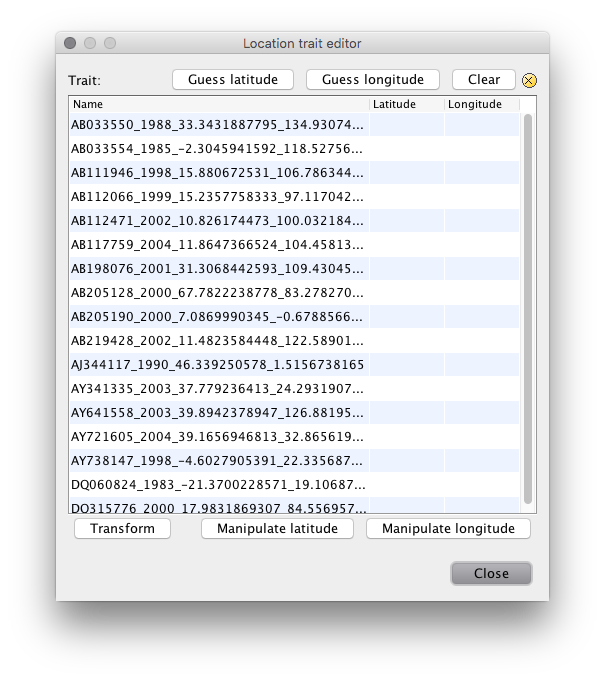 Location trait editor
Trait: Guess latitude Guess longitude Clear
Name Latitude Longitude
AB033550_1988_33.3431887795_134.93074...
AB033554_1985_-2.3045941592_118.52756...
AB111946_1998_15.880672531_106.786344...
AB112066_1999_15.2357758333_97.117042...
AB112471_2002_10.826174473_100.032184...
AB117759_2004_11.8647366524_104.45813...
AB198076_2001_31.3068442593_109.43045...
AB205128_2000_67.7822238778_83.278270...
AB205190_2000_7.0869990345_-0.6788566...
AB219428_2002_11.4823584448_122.58901...
AJ344117_1990_46.339250578_1.5156738165
AY341335_2003_37.779236413_24.2931907...
AY641558_2003_39.8942378947_126.88195...
AY721605_2004_39.1656946813_32.865619...
AY738147_1998_-4.6027905391_22.335687...
DQ060824_1983_-21.3700228571_19.10687...
DQ315776_2000_17.9831869307_84.556957...
Transform Manipulate latitude Manipulate longitude
Close